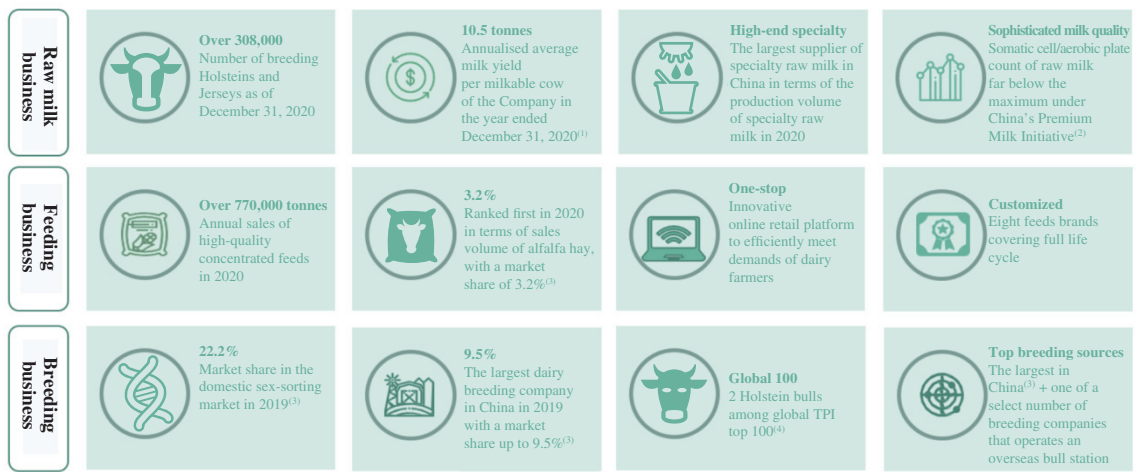 Raw milk
business
Over 308,000
Number of breeding
Holsteins and
Jerseys as of
December 31, 2020
10.5 tonnes
Annualised average
milk yield
per milkable cow
of the Company in
the year ended
December 31, 2020(1)
High-end specialty
The largest supplier of
specialty raw milk in
China in terms of the
production volume
of specialty raw
milk in 2020
Sophisticated milk quality
Somatic cell/aerobic plate
count of raw milk
far below the
maximum under
China's Premium
Milk Initiative(2)
Feeding
business
Over 770,000 tonnes
Annual sales of
high-quality
concentrated feeds
in 2020
3.2%
Ranked first in 2020
in terms of sales
volume of alfalfa hay,
with a market
share of 3.2%(3)
One-stop
Innovative
online retail platform
to efficiently meet
demands of dairy
farmers
Customized
Eight feeds brands
covering full life
cycle
Breeding
business
22.2%
Market share in the
domestic sex-sorting
market in 2019(3)
9.5%
The largest dairy
breeding company
in China in 2019
with a market
share up to 9.5%(3)
Global 100
2 Holstein bulls
among global TPI
top 100(4)
Top breeding sources
The largest in
China(3) + one of a
select number of
breeding companies
that operates an
overseas bull station